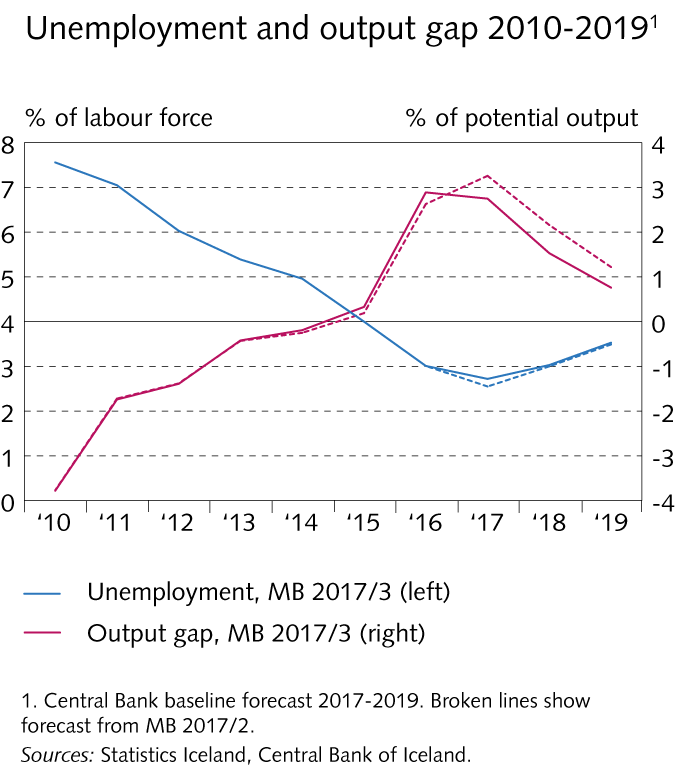 Unemployment and output gap 2010-2019¹
% of labour force
% of potential output
8
7
6
5
4
3
2
1
0
4
3
2
1
0
-1
-2
-3
-4
‘10 ‘11 ‘12 ‘13 ‘14 ‘15 ‘16 ‘17 ‘18 ‘19
Unemployment, MB 2017/3 (left)
Output gap, MB 2017/3 (right)
1. Central Bank baseline forecast 2017-2019. Broken lines show
forecast from MB 2017/2.
Sources: Statistics Iceland, Central Bank of Iceland.